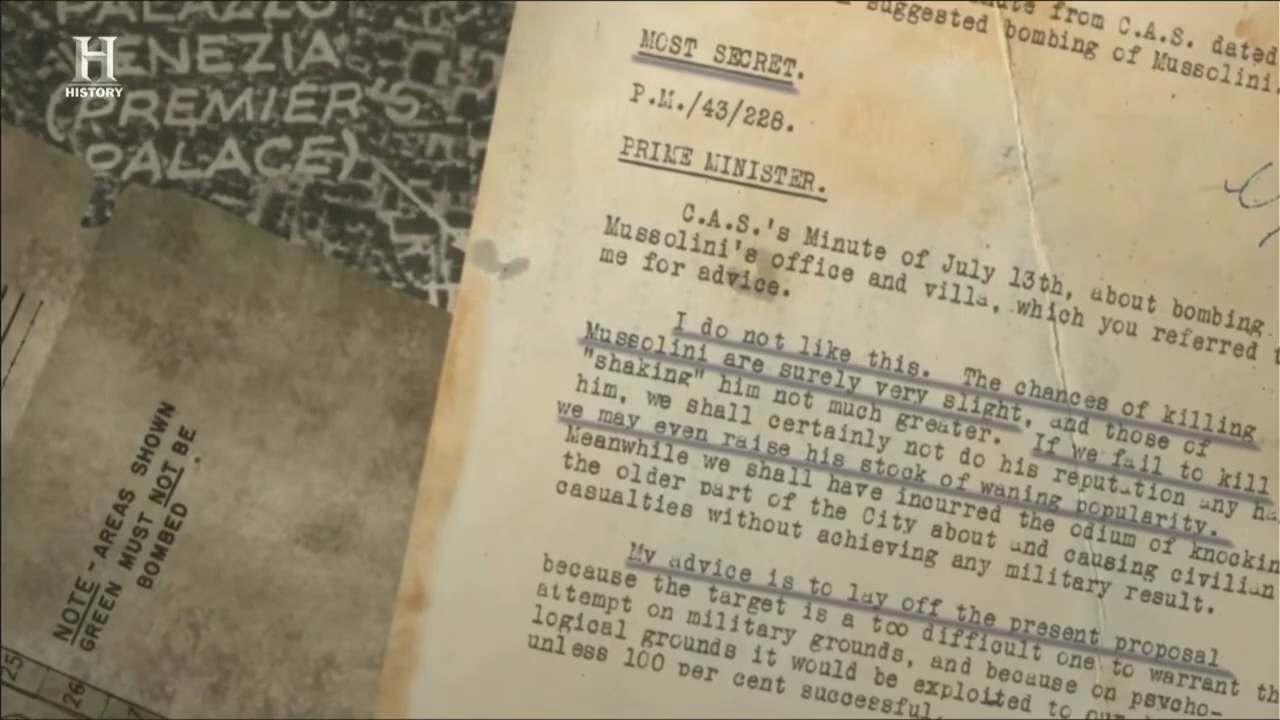 PALAZZO
VENEZIA
(PREMIER'S
PALACE)
H
HISTORY
NOTE - AREAS SHOWN
GREEN MUST NOT BE
BOMBED.
25
26
minute from C.A.S. dated
suggested bombing of Mussolini.
MOST SECRET.
P.M./43/228.
PRIME MINISTER.
C.A.S.'s Minute of July 13th, about bombing
Mussolini's office and villa, which you referred
me for advice.
I do not like this. The chances of killing
Mussolini are surely very slight, and those of
"shaking" him not much greater. If we fail to kill
him, we shall certainly not do his reputation any
we may even raise his stock of waning popularity.
Meanwhile we shall have incurred the odium of
the older part of the City about and causing civilian
casualties without achieving any military result.
My advice is to lay off the present proposal
because the target is a too difficult one to warrant
attempt on military grounds, and because on psycho-
logical grounds it would be exploited to
unless 100 per cent successful.